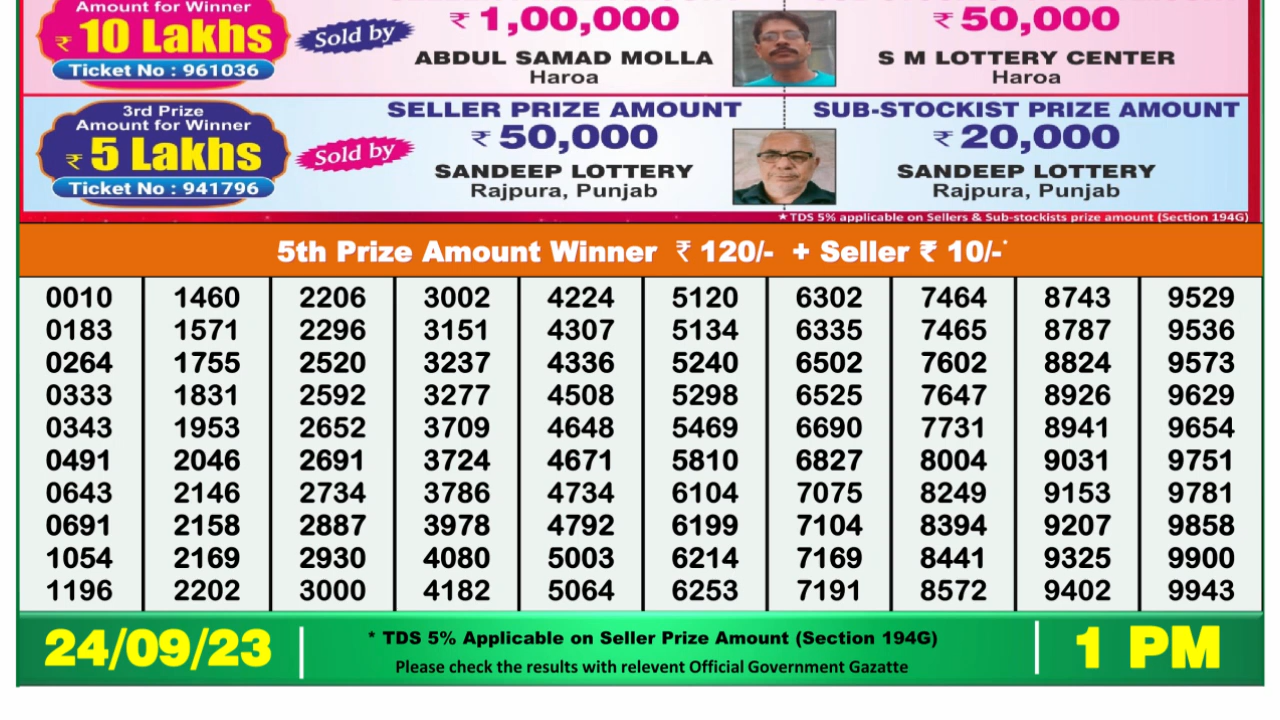 Amount for Winner
₹ 10 Lakhs
Ticket No : 961036
Sold by
₹ 1,00,000
ABDUL SAMAD MOLLA
Haroa
₹ 50,000
S M LOTTERY CENTER
Haroa
3rd Prize
Amount for Winner
₹ 5 Lakhs
Ticket No : 941796
Sold by
SELLER PRIZE AMOUNT
₹ 50,000
SANDEEP LOTTERY
Rajpura, Punjab
SUB-STOCKIST PRIZE AMOUNT
₹ 20,000
SANDEEP LOTTERY
Rajpura, Punjab
★TDS 5% applicable on Sellers & Sub-stockists prize amount (Section 194G)
5th Prize Amount Winner ₹ 120/- + Seller ₹ 10/-*
0010 1460 2206 3002 4224 5120 6302 7464 8743 9529
0183 1571 2296 3151 4307 5134 6335 7465 8787 9536
0264 1755 2520 3237 4336 5240 6502 7602 8824 9573
0333 1831 2592 3277 4508 5298 6525 7647 8926 9629
0343 1953 2652 3709 4648 5469 6690 7731 8941 9654
0491 2046 2691 3724 4671 5810 6827 8004 9031 9751
0643 2146 2734 3786 4734 6104 7075 8249 9153 9781
0691 2158 2887 3978 4792 6199 7104 8394 9207 9858
1054 2169 2930 4080 5003 6214 7169 8441 9325 9900
1196 2202 3000 4182 5064 6253 7191 8572 9402 9943
24/09/23
* TDS 5% Applicable on Seller Prize Amount (Section 194G)
Please check the results with relevent Official Government Gazatte
1 PM